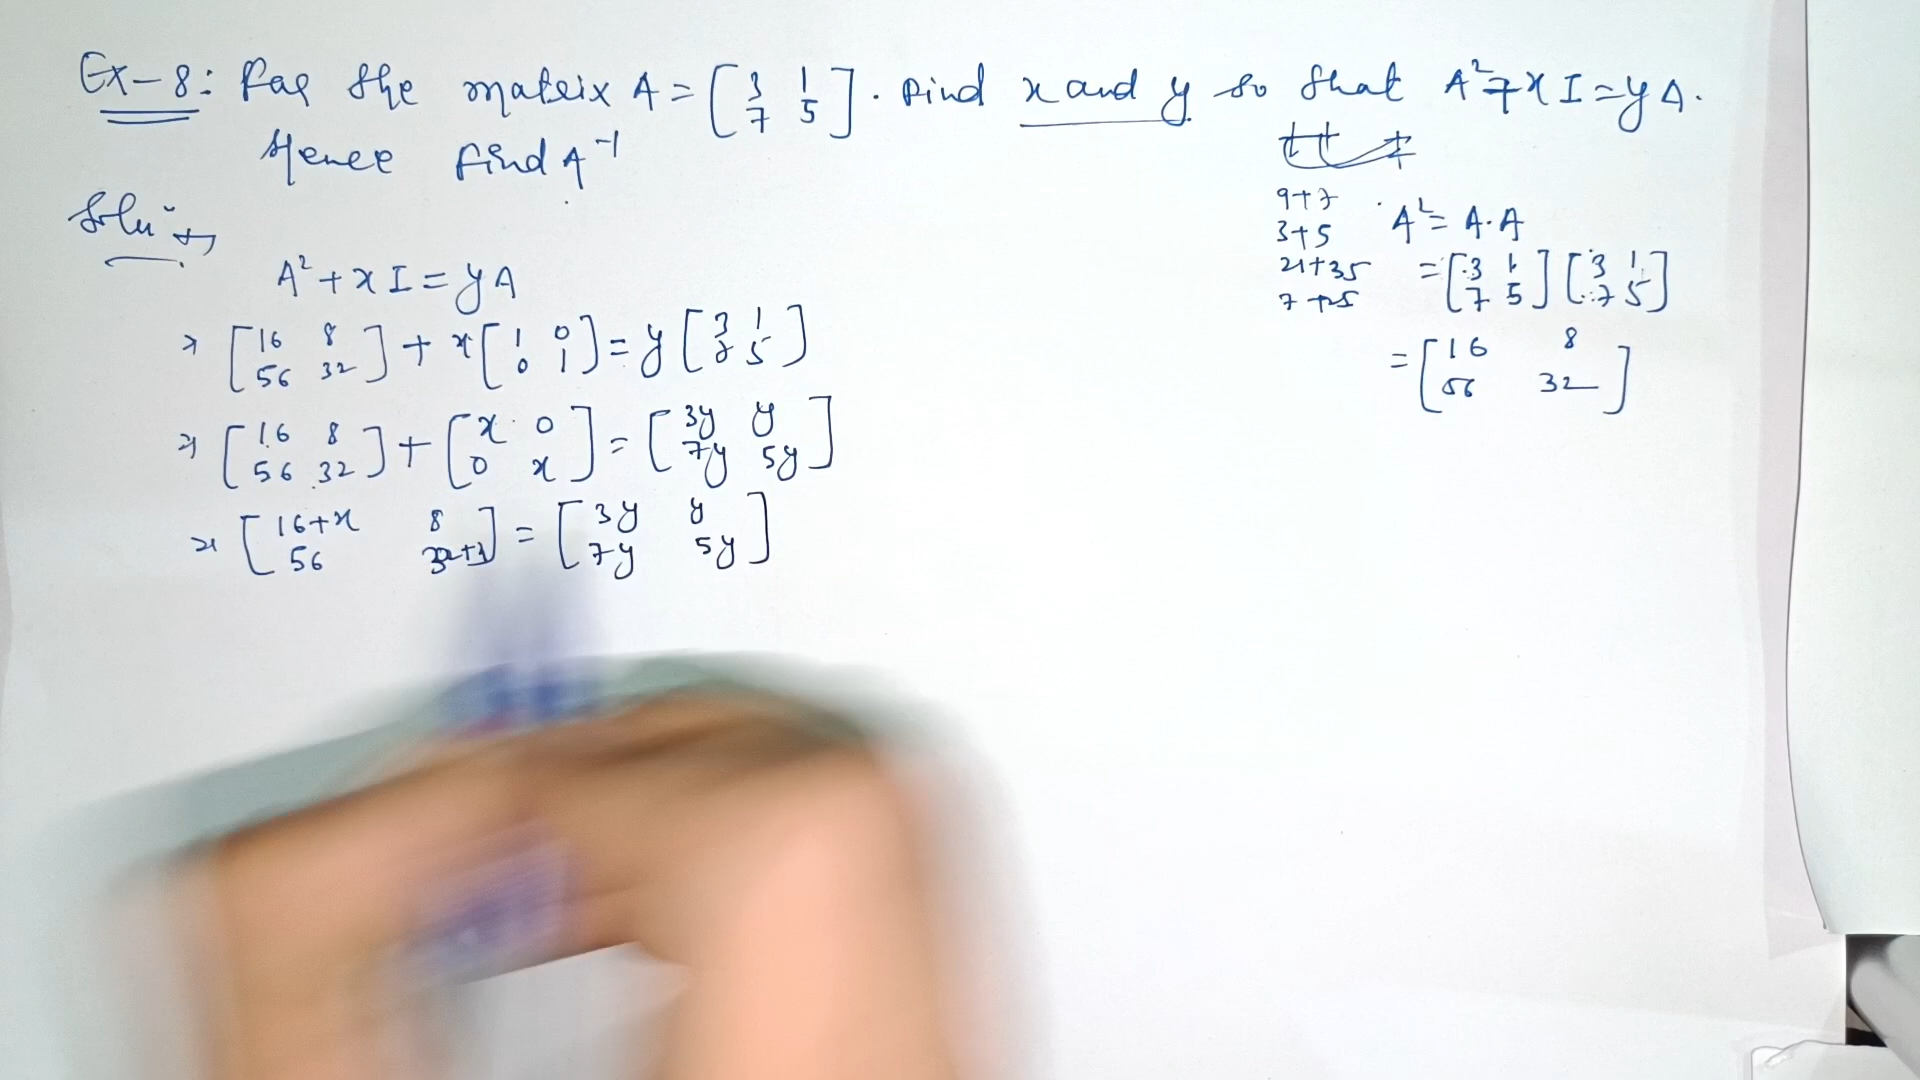 Ex-8: For the matrix A = [3 1 7 5]. Find x and y so that A²+xI=yA.
Hence find A⁻¹
Solu:→
A²+xI=yA
⇒ [16 8 56 32] + x[1 0 0 1] = y[3 1 7 5]
⇒ [16 8 56 32] + [x 0 0 x] = [3y y 7y 5y]
⇒ [16+x 8 56 32+x] = [3y y 7y 5y]
9+7
3+5
21+35
7+25
A²= A.A
= [3 1 7 5] [3 1 7 5]
= [16 8 56 32]